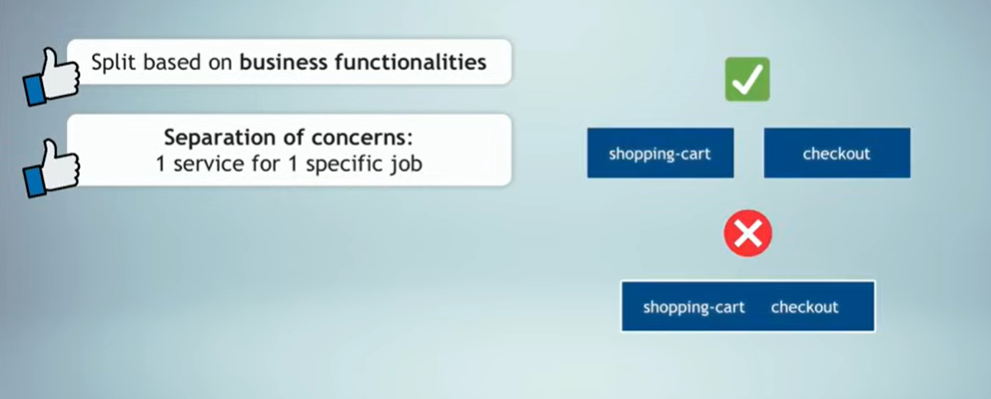 Split based on business functionalities
Separation of concerns:
1 service for 1 specific job
shopping-cart
checkout
shopping-cart checkout